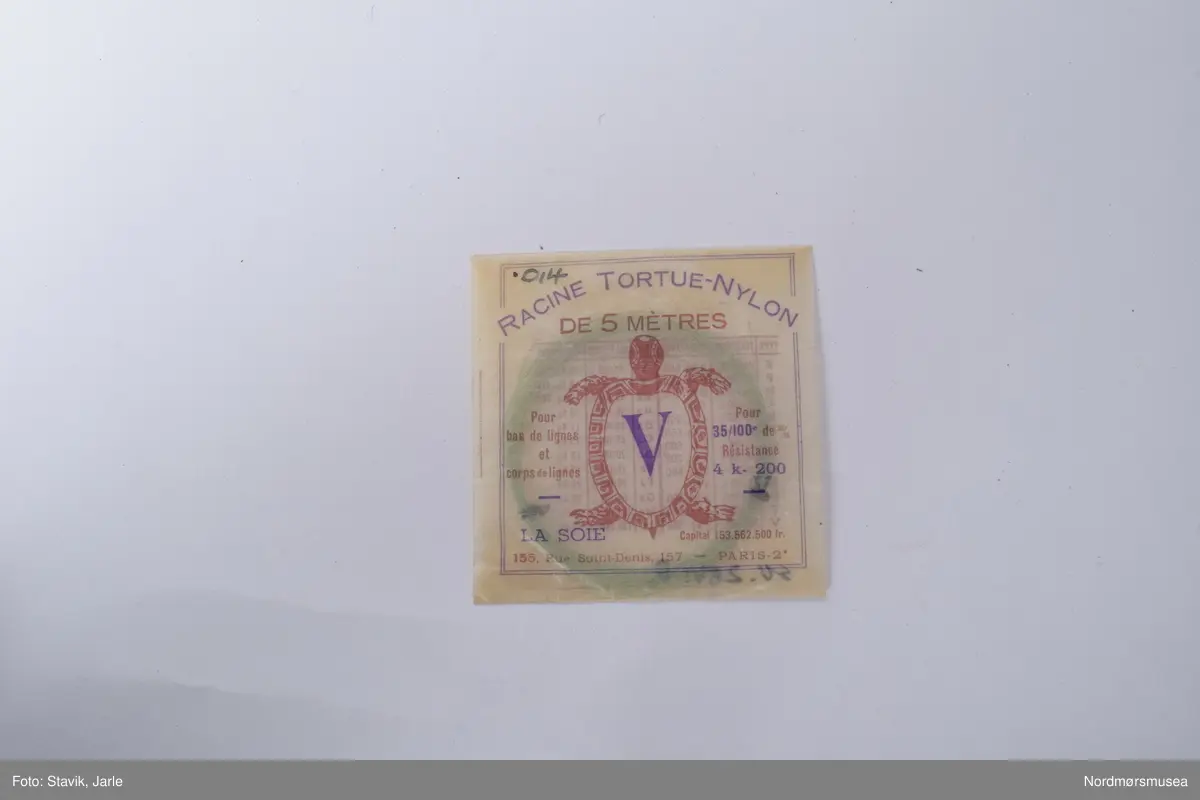 .014
RACINE TORTUE-NYLON
DE 5 MÈTRES
Pour
bas de lignes
et
corps de lignes
V
Pour
35/100e de
Résistance
4 k- 200
LA SOIE
Capital 153.562.500 fr.
155, Rue Saint-Denis, 157 — PARIS-2e
Foto: Stavik, Jarle
Nordmørsmusea